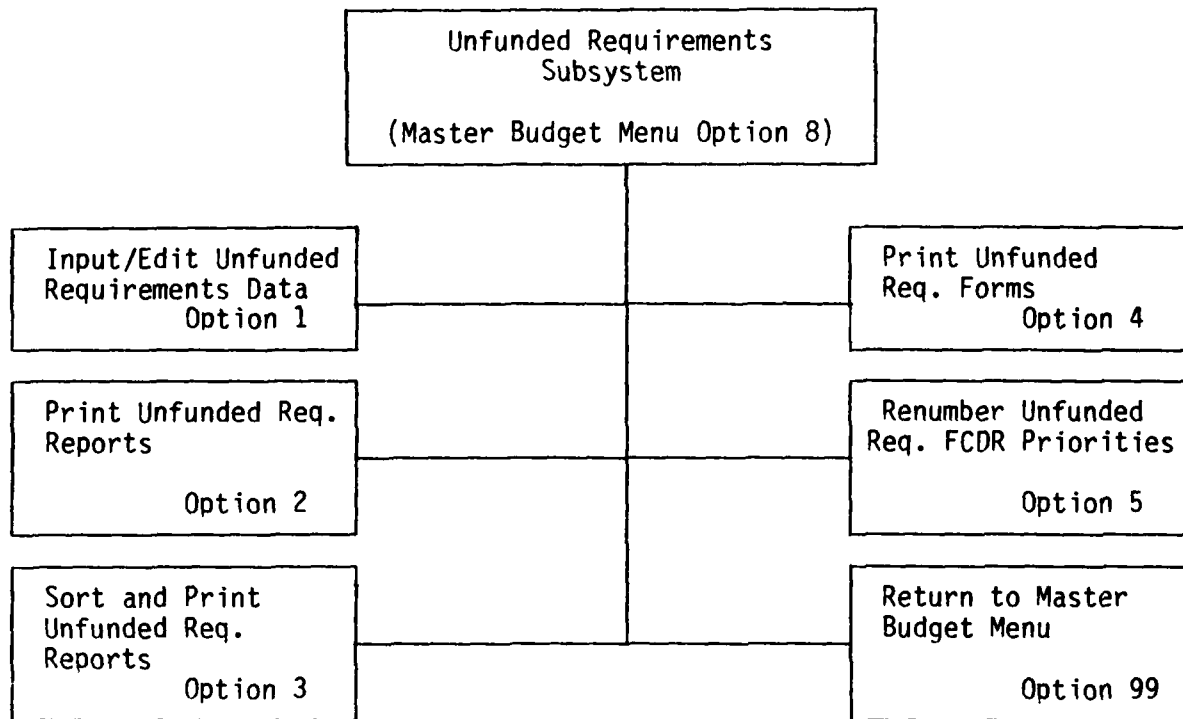 Unfunded Requirements
Subsystem
(Master Budget Menu Option 8)
Input/Edit Unfunded
Requirements Data
Option 1
Print Unfunded Req.
Reports
Option 2
Sort and Print
Unfunded Req.
Reports
Option 3
Print Unfunded
Req. Forms
Option 4
Renumber Unfunded
Req. FCDR Priorities
Option 5
Return to Master
Budget Menu
Option 99